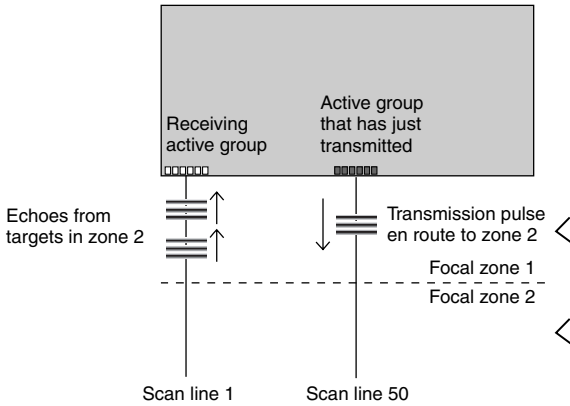 Receiving
active group
Active group
that has just
transmitted
Echoes from
targets in zone 2
Transmission pulse
en route to zone 2
Focal zone 1
Focal zone 2
Scan line 1
Scan line 50